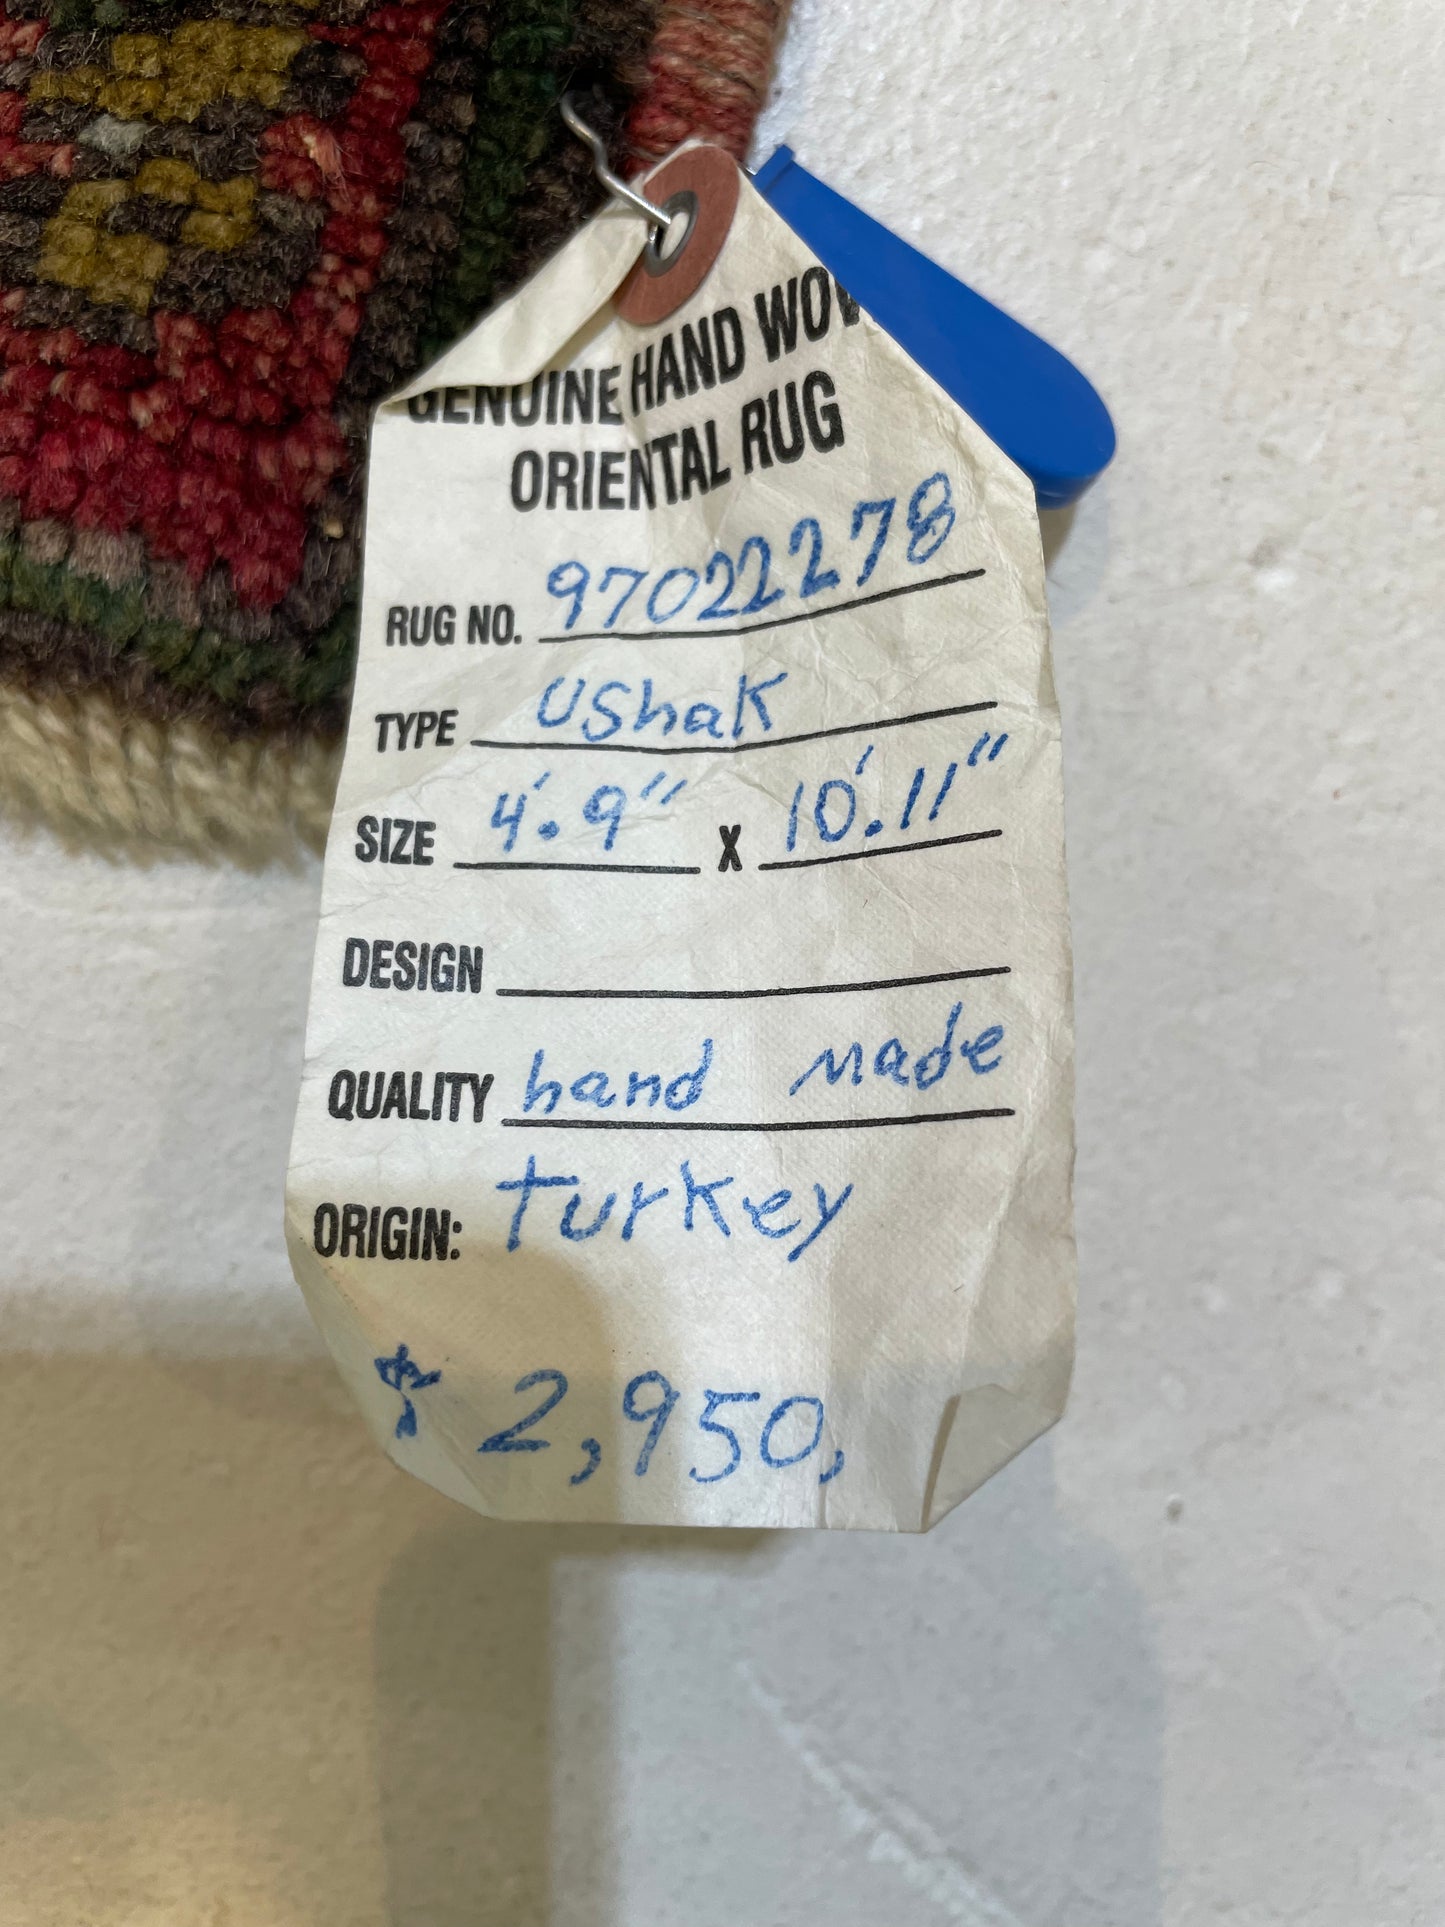 GENUINE HAND WOV
ORIENTAL RUG
RUG NO. 97022278
TYPE Ushak
SIZE 4'.9" X 10'.11"
DESIGN
QUALITY hand made
ORIGIN: turkey
$ 2,950,